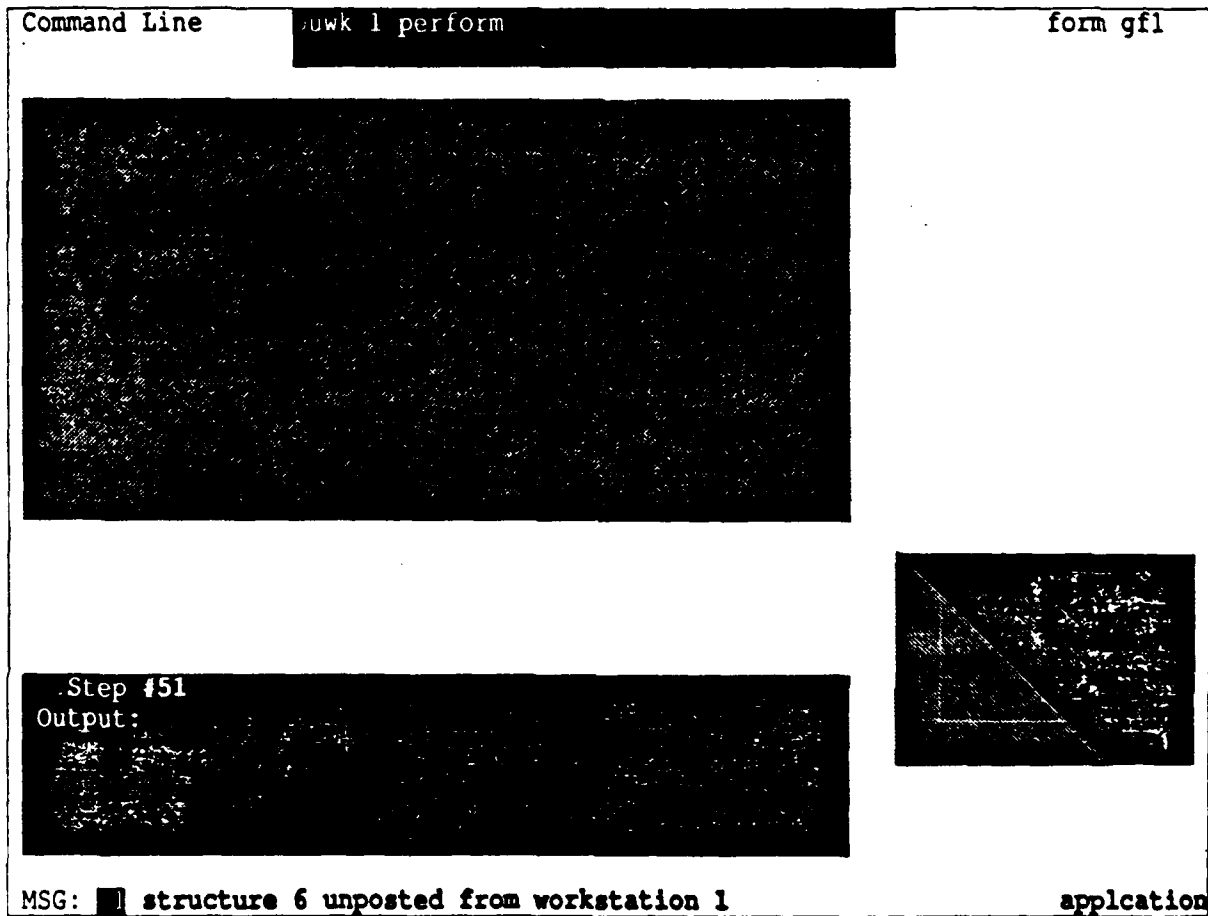 Command Line uwk 1 perform form gf1
.Step #51
Output:
MSG: structure 6 unposted from workstation 1 applcation